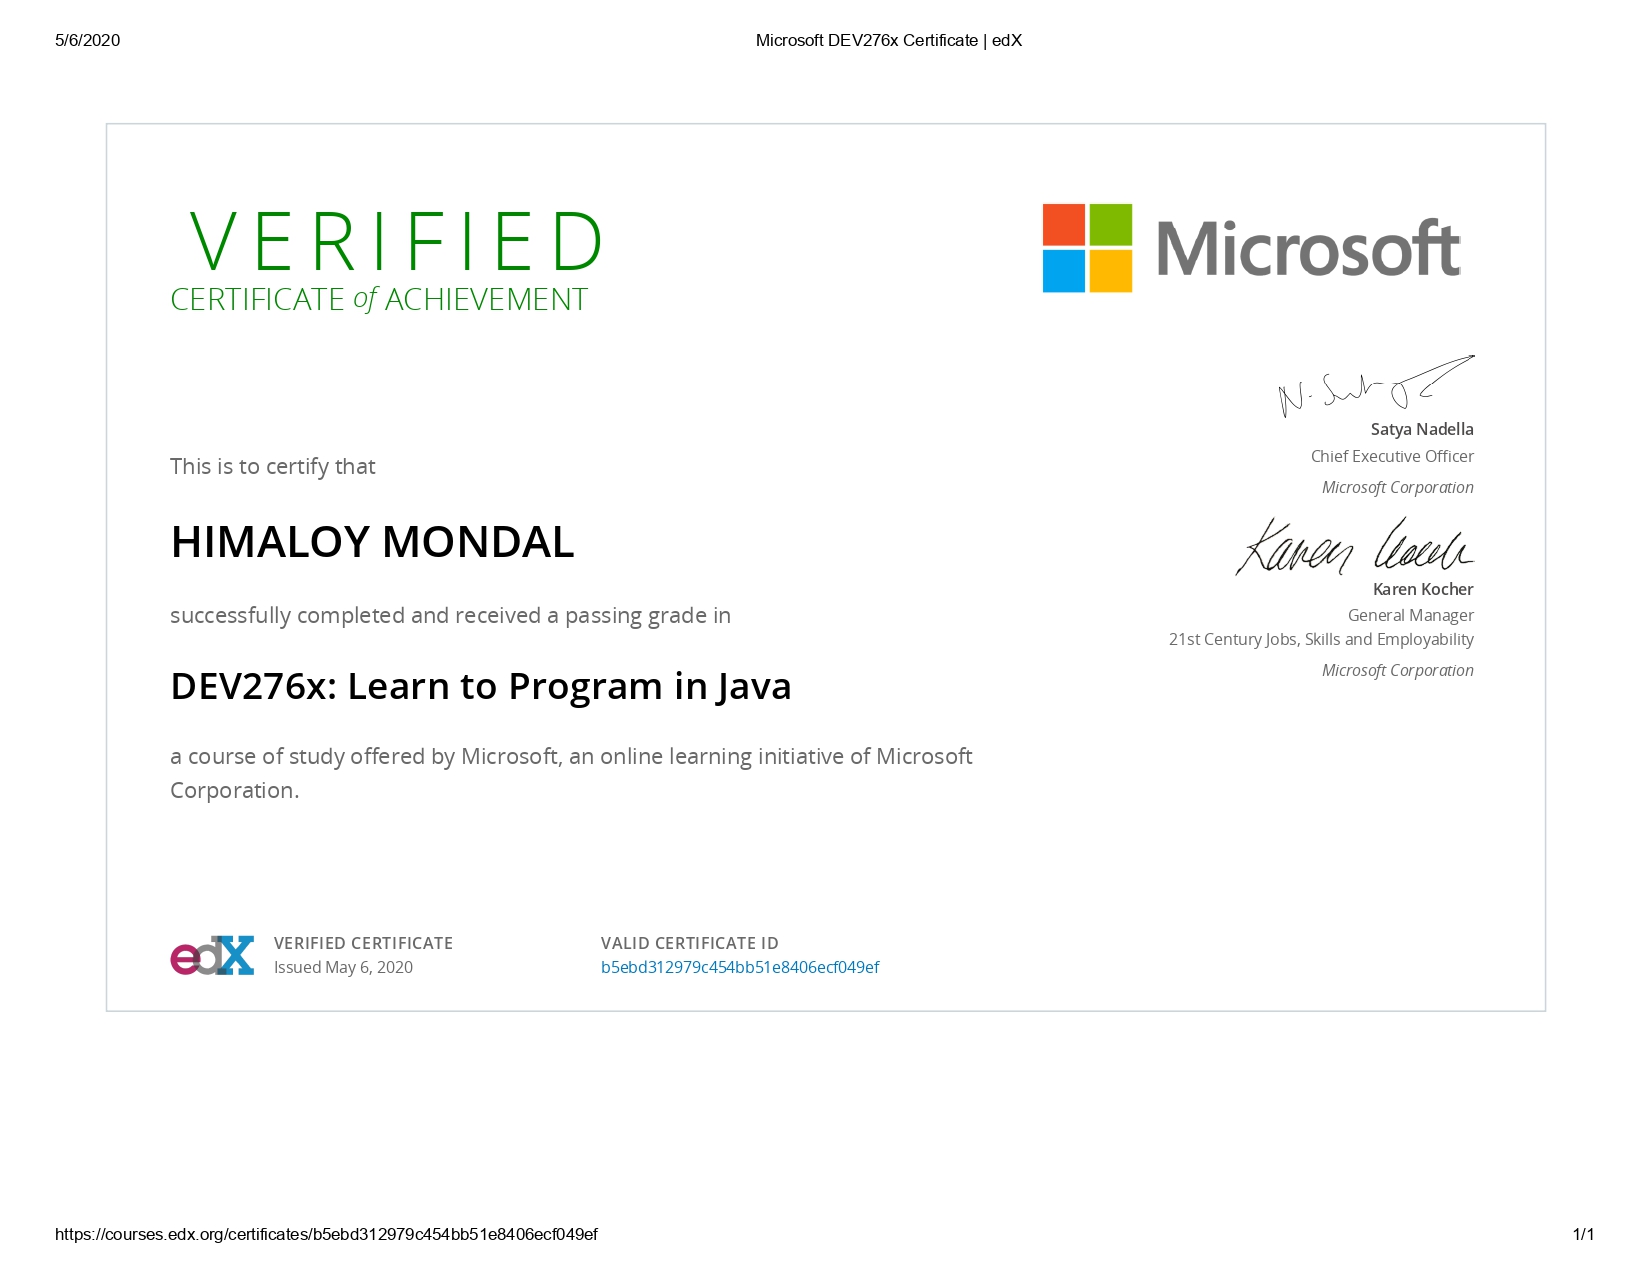 5/6/2020
Microsoft DEV276x Certificate | edX
VERIFIED
CERTIFICATE of ACHIEVEMENT
Microsoft
N. Satya
Satya Nadella
Chief Executive Officer
Microsoft Corporation
This is to certify that
HIMALOY MONDAL
Karen Kocher
Karen Kocher
General Manager
21st Century Jobs, Skills and Employability
Microsoft Corporation
successfully completed and received a passing grade in
DEV276x: Learn to Program in Java
a course of study offered by Microsoft, an online learning initiative of Microsoft
Corporation.
edX
VERIFIED CERTIFICATE
Issued May 6, 2020
VALID CERTIFICATE ID
b5ebd312979c454bb51e8406ecf049ef
https://courses.edx.org/certificates/b5ebd312979c454bb51e8406ecf049ef
1/1